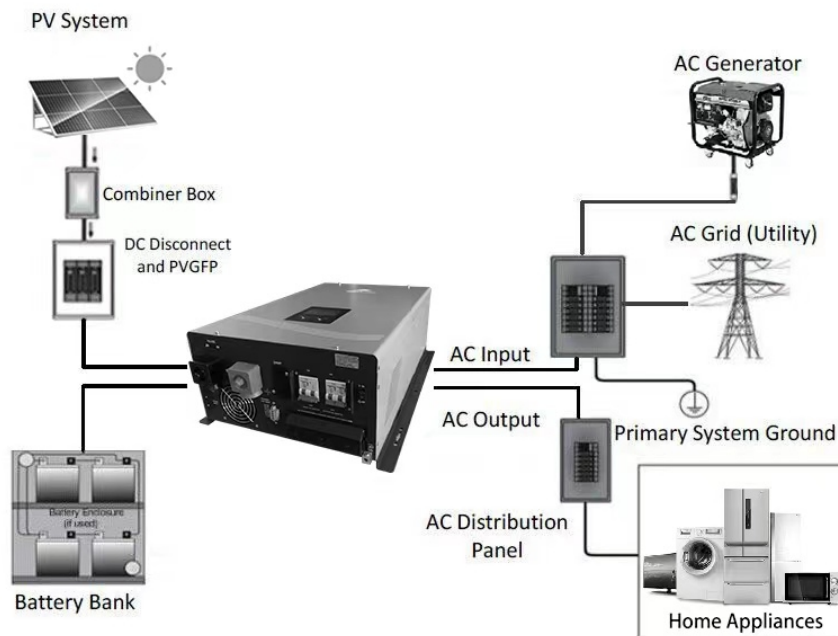 PV System
AC Generator
Combiner Box
DC Disconnect
and PVGFP
AC Grid (Utility)
AC Input
AC Output
Primary System Ground
Battery Enclosure
(if used)
AC Distribution
Panel
Battery Bank
Home Appliances